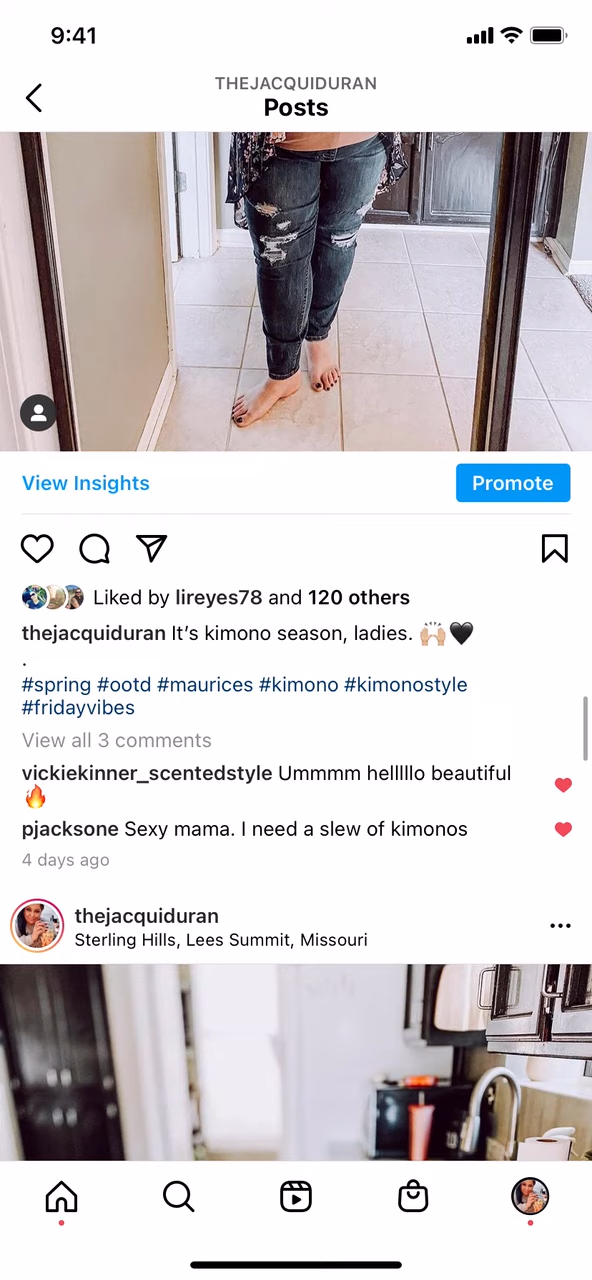 9:41
THEJACQUIDURAN
Posts
View Insights
Promote
Liked by lireyes78 and 120 others
thejacquiduran It’s kimono season, ladies. 🙌🏼🖤
.
#spring #ootd #maurices #kimono #kimonostyle
#fridayvibes
View all 3 comments
vickiekinner_scentedstyle Ummmm helllllo beautiful
🔥
pjacksone Sexy mama. I need a slew of kimonos
4 days ago
thejacquiduran
Sterling Hills, Lees Summit, Missouri